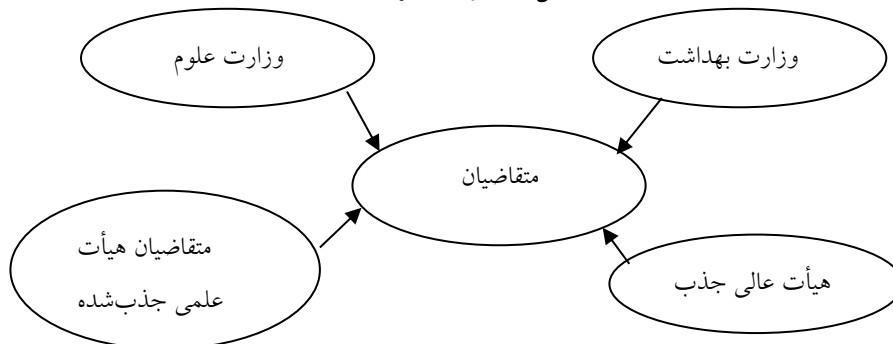 وزارت بهداشت
وزارت علوم
متقاضیان
متقاضیان هیأت
علمی جذب‌شده
هیأت عالی جذب